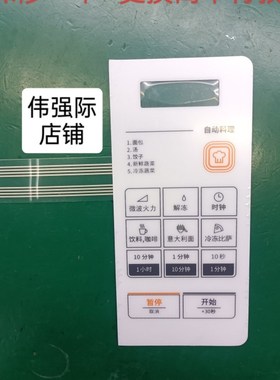 伟强际
店铺
自动料理
1.面包
2.汤
3.饺子
4.新鲜蔬菜
5.冷冻蔬菜
微波火力 解冻 时钟
饮料,咖啡 意大利面 冷冻比萨
10分钟 1分钟 10秒
1小时 10分钟 1分钟
暂停 开始
取消 +30秒